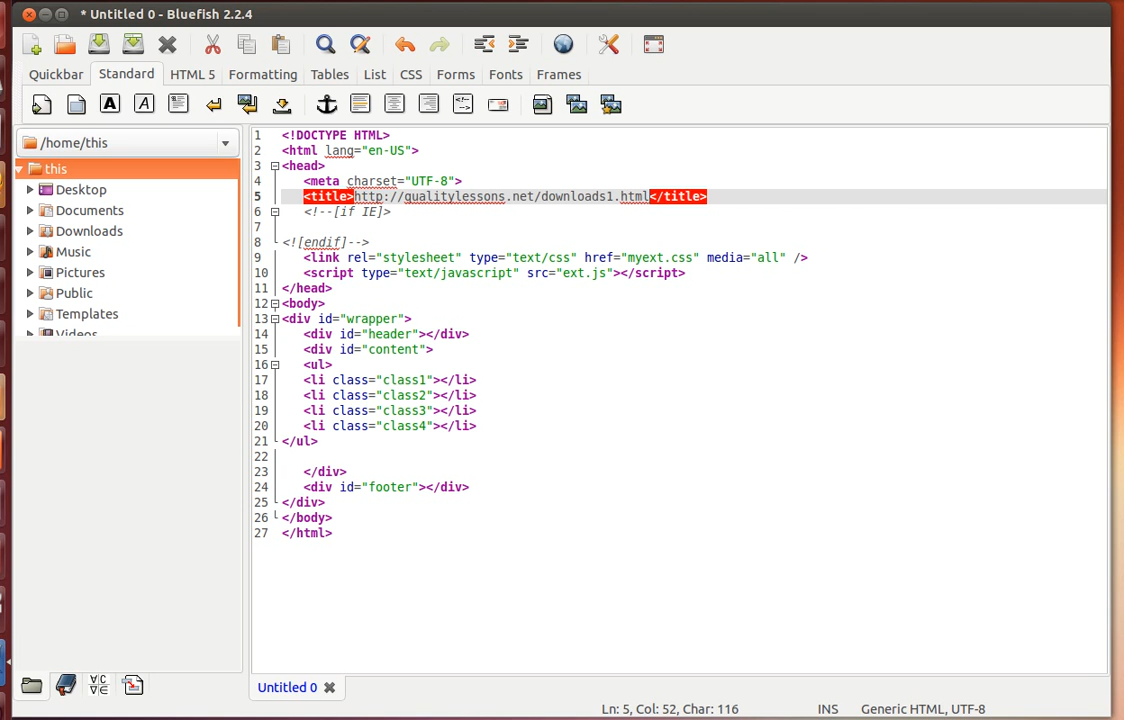 * Untitled 0 - Bluefish 2.2.4
Quickbar Standard HTML 5 Formatting Tables List CSS Forms Fonts Frames
/home/this
this
Desktop
Documents
Downloads
Music
Pictures
Public
Templates
Videos
1 <!DOCTYPE HTML>
2 <html lang="en-US">
3 <head>
4 <meta charset="UTF-8">
5 <title>http://qualitylessons.net/downloads1.html</title>
6 <!--[if IE]>
7
8 <![endif]-->
9 <link rel="stylesheet" type="text/css" href="myext.css" media="all" />
10 <script type="text/javascript" src="ext.js"></script>
11 </head>
12 <body>
13 <div id="wrapper">
14 <div id="header"></div>
15 <div id="content">
16 <ul>
17 <li class="class1"></li>
18 <li class="class2"></li>
19 <li class="class3"></li>
20 <li class="class4"></li>
21 </ul>
22
23 </div>
24 <div id="footer"></div>
25 </div>
26 </body>
27 </html>
Untitled 0
Ln: 5, Col: 52, Char: 116 INS Generic HTML, UTF-8